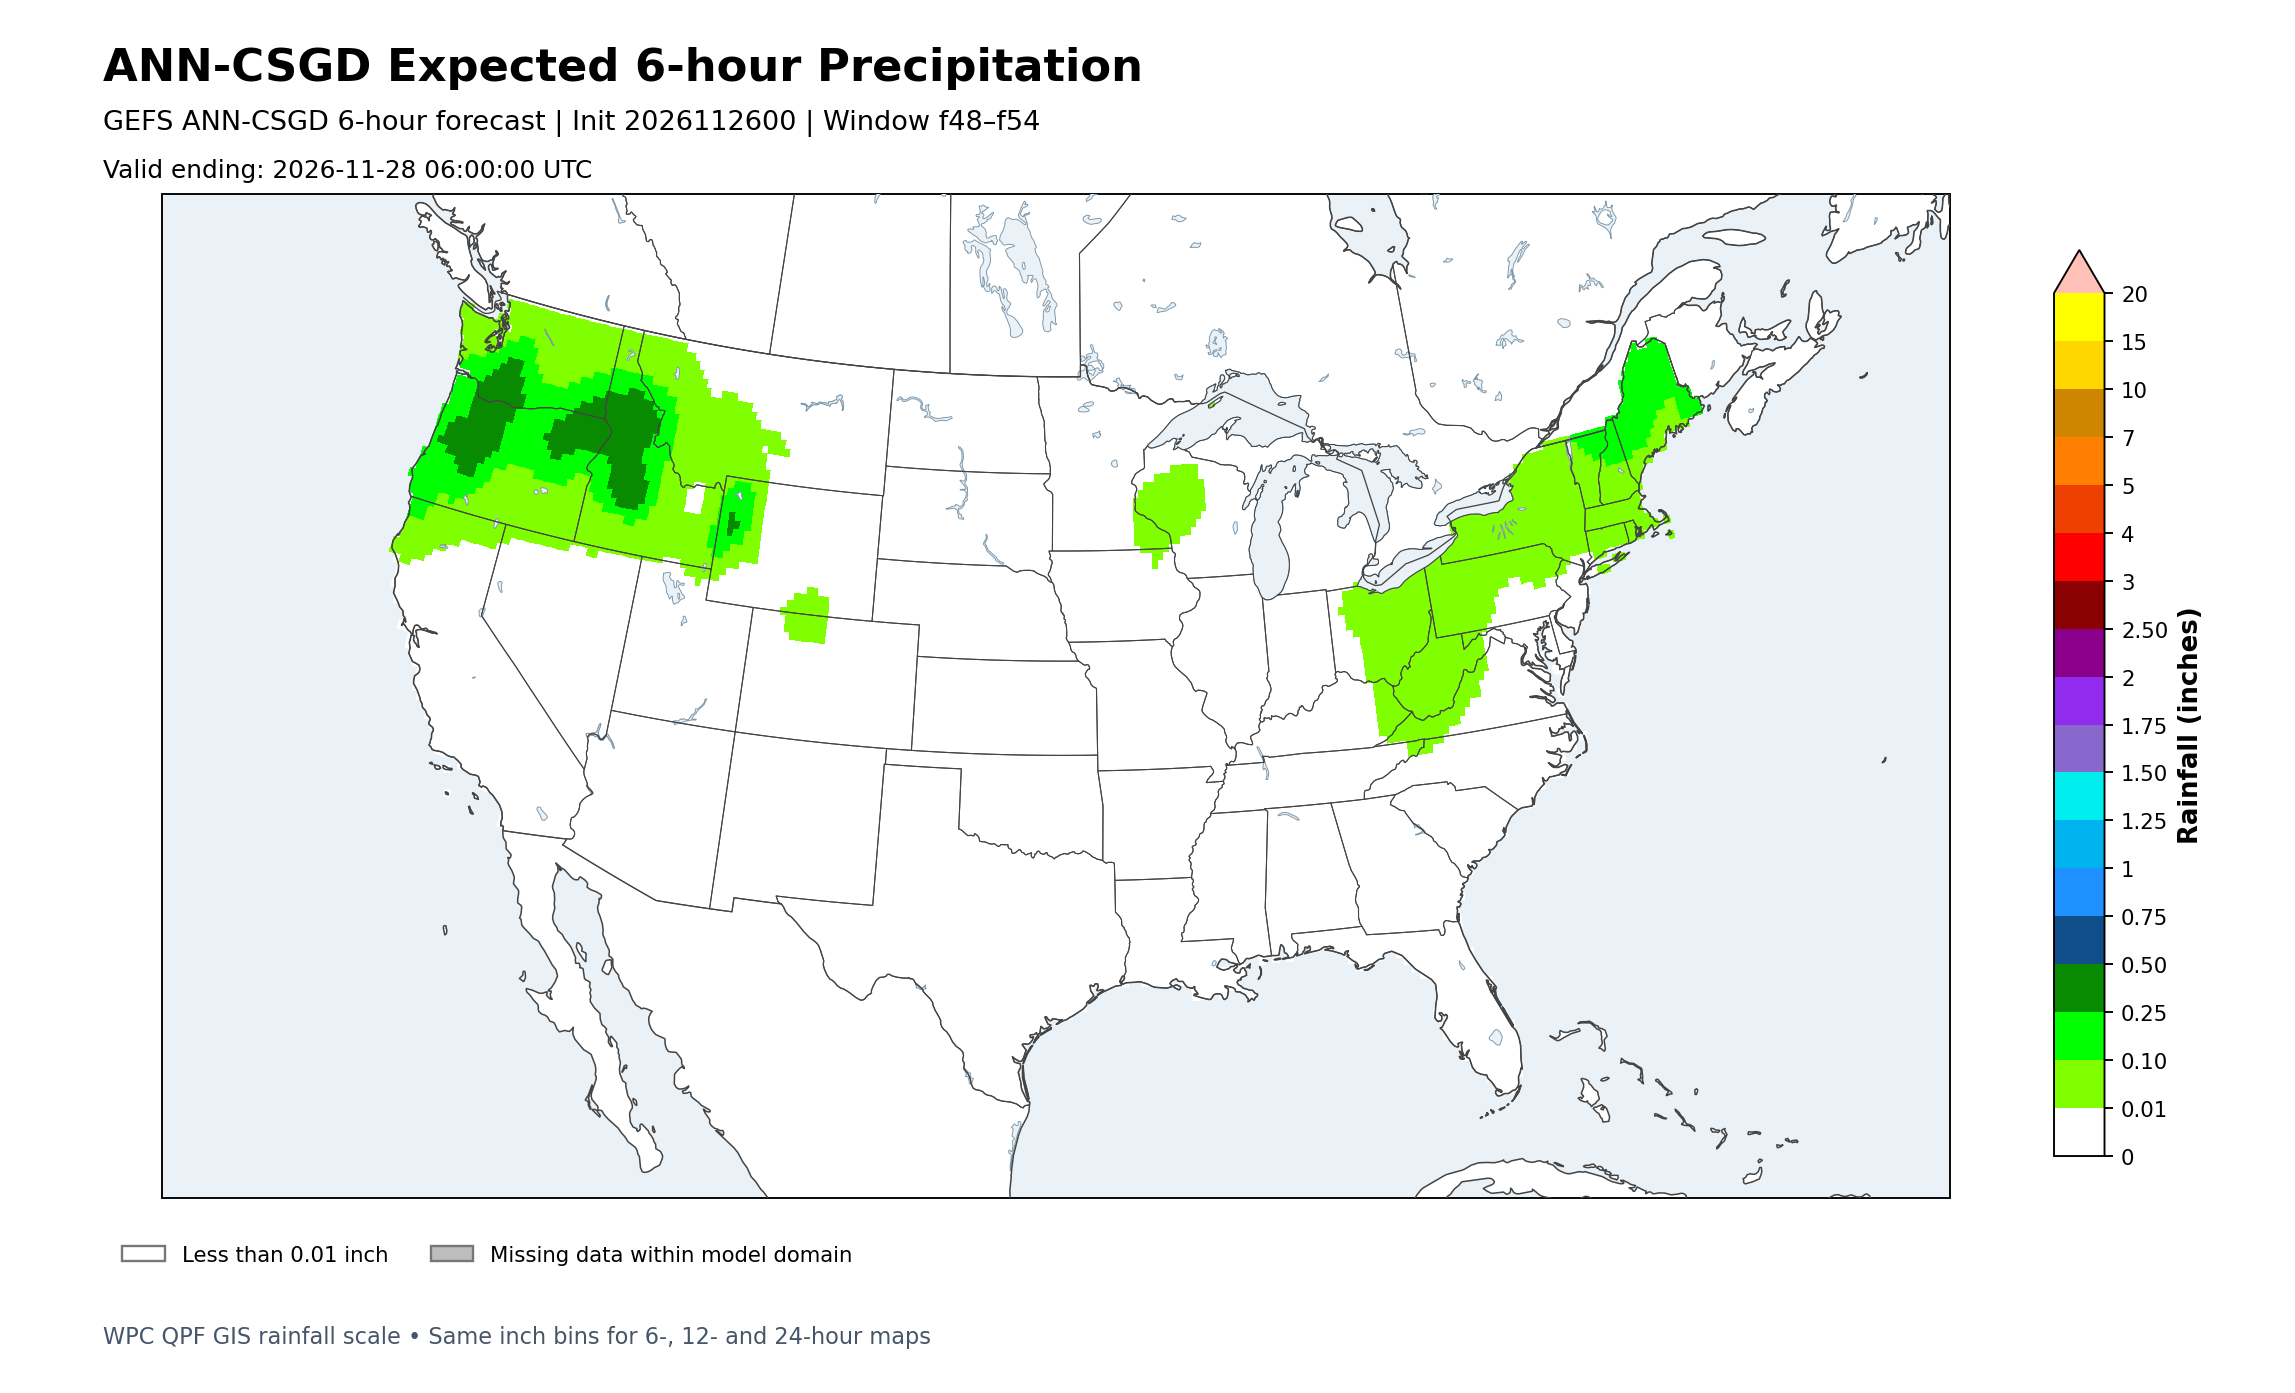 ANN-CSGD Expected 6-hour Precipitation
GEFS ANN-CSGD 6-hour forecast | Init 2026112600 | Window f48–f54
Valid ending: 2026-11-28 06:00:00 UTC
20
15
10
7
5
4
3
2.50
2
1.75
1.50
1.25
1
0.75
0.50
0.25
0.10
0.01
0
Rainfall (inches)
Less than 0.01 inch
Missing data within model domain
WPC QPF GIS rainfall scale • Same inch bins for 6-, 12- and 24-hour maps